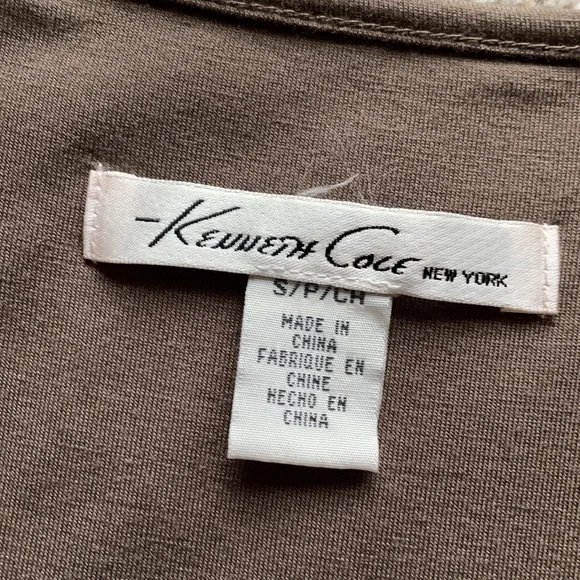 -Kenneth Cole NEW YORK
S/P/CH
MADE IN
CHINA
FABRIQUE EN
CHINE
HECHO EN
CHINA